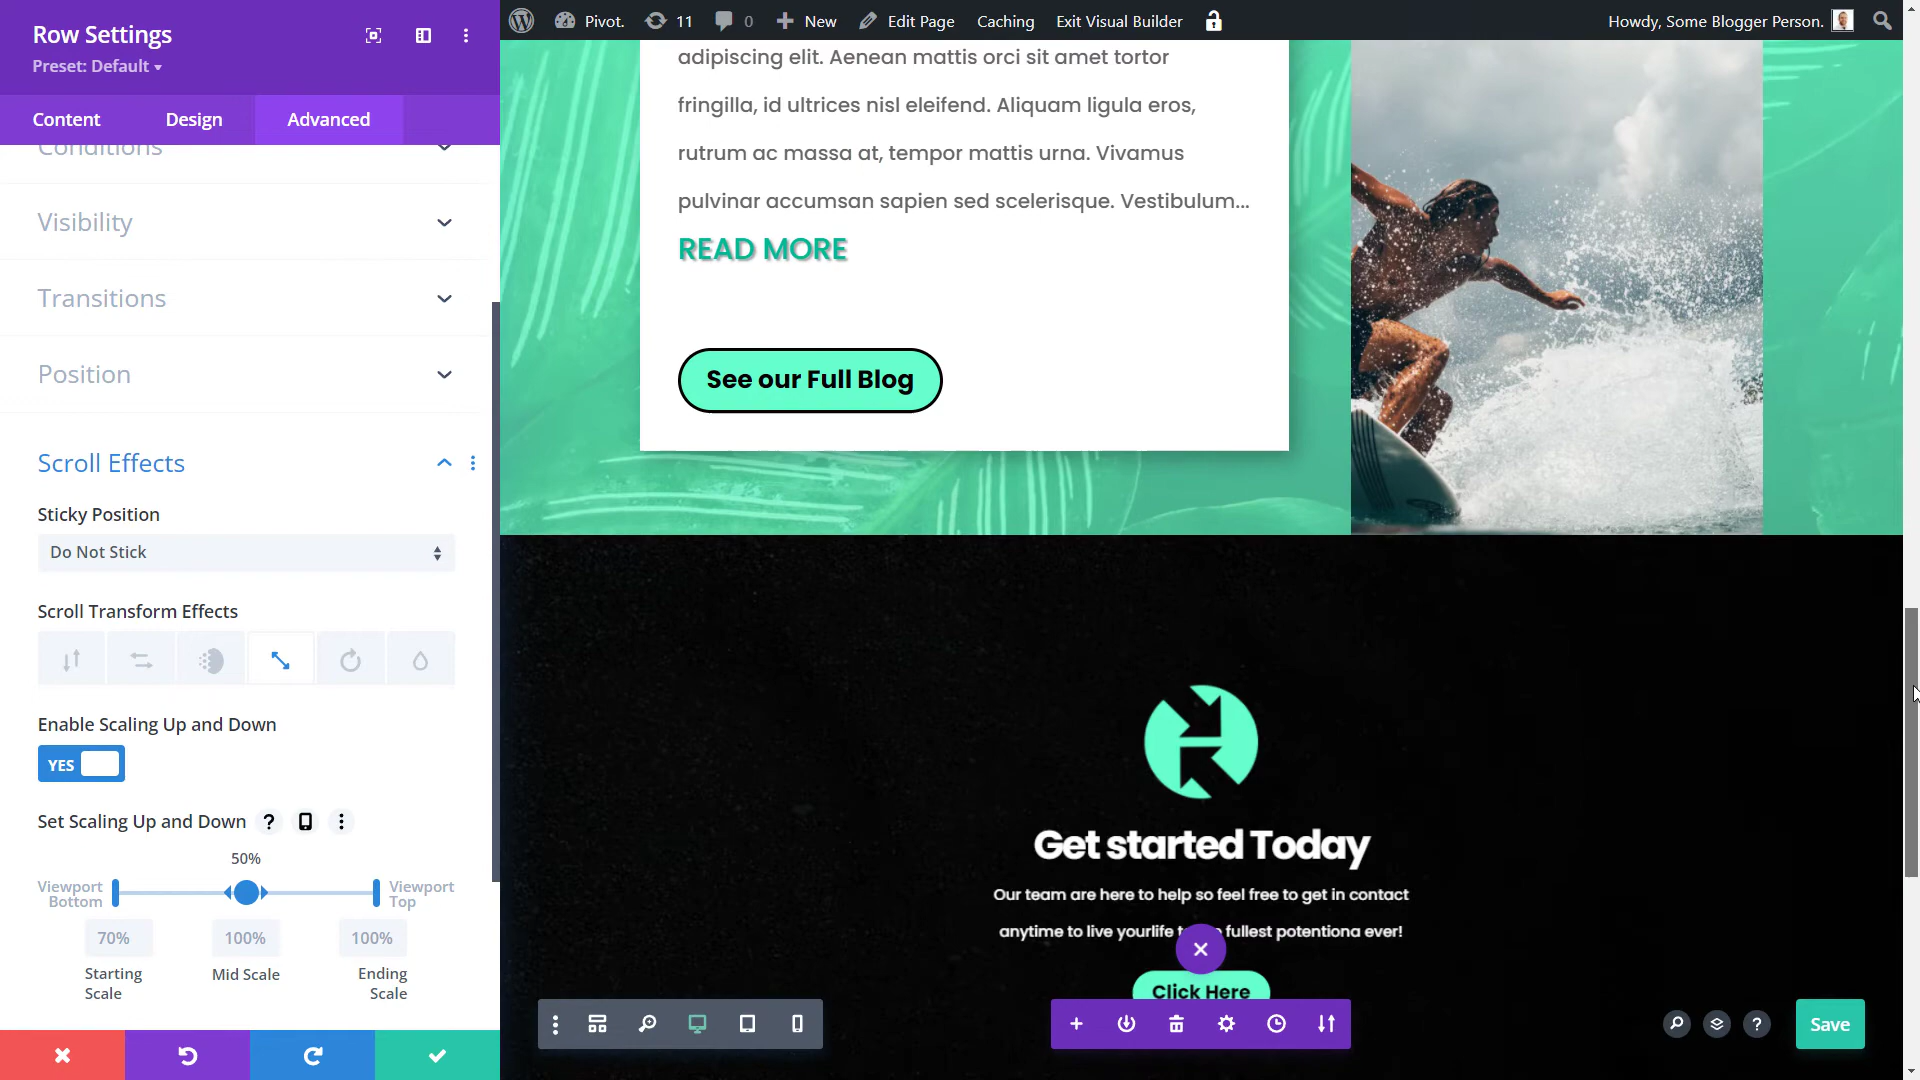 Row Settings
Preset: Default
Content
Design
Advanced
Conditions
Visibility
Transitions
Position
Scroll Effects
Sticky Position
Do Not Stick
Scroll Transform Effects
Enable Scaling Up and Down
YES
Set Scaling Up and Down ?
50%
Viewport Bottom
Viewport Top
70%
100%
100%
Starting Scale
Mid Scale
Ending Scale
Pivot.
11
0
New
Edit Page
Caching
Exit Visual Builder
Howdy, Some Blogger Person.
adipiscing elit. Aenean mattis orci sit amet tortor
fringilla, id ultrices nisl eleifend. Aliquam ligula eros,
rutrum ac massa at, tempor mattis urna. Vivamus
pulvinar accumsan sapien sed scelerisque. Vestibulum...
READ MORE
See our Full Blog
Get started Today
Our team are here to help so feel free to get in contact
anytime to live yourlife fullest potentiona ever!
Click Here
?
Save